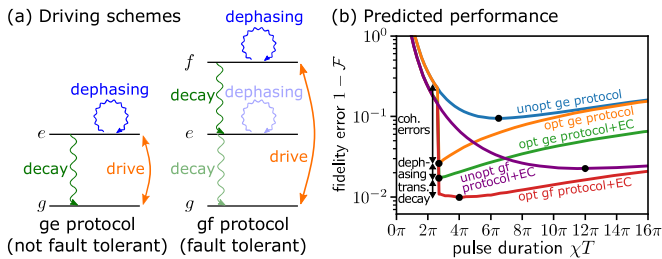 (a) Driving schemes
dephasing
f
decay
dephasing
dephasing
e
e
decay
drive
decay
drive
g
g
ge protocol
(not fault tolerant)
gf protocol
(fault tolerant)
(b) Predicted performance
fidelity error 1 − 𝓕
10⁰
10⁻¹
10⁻²
coh.
errors
deph-
asing
trans.
decay
unopt ge protocol
opt ge protocol
opt ge protocol+EC
unopt gf
protocol+EC
opt gf protocol+EC
0π 2π 4π 6π 8π 10π 12π 14π 16π
pulse duration χT